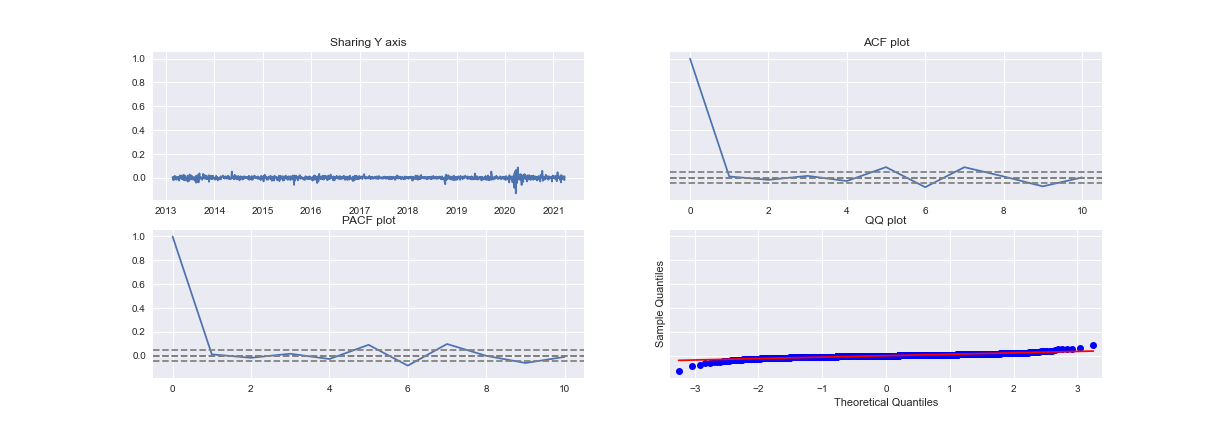 Sharing Y axis
1.0
0.8
0.6
0.4
0.2
0.0
2013 2014 2015 2016 2017 2018 2019 2020 2021
ACF plot
0 2 4 6 8 10
PACF plot
1.0
0.8
0.6
0.4
0.2
0.0
0 2 4 6 8 10
QQ plot
Sample Quantiles
−3 −2 −1 0 1 2 3
Theoretical Quantiles